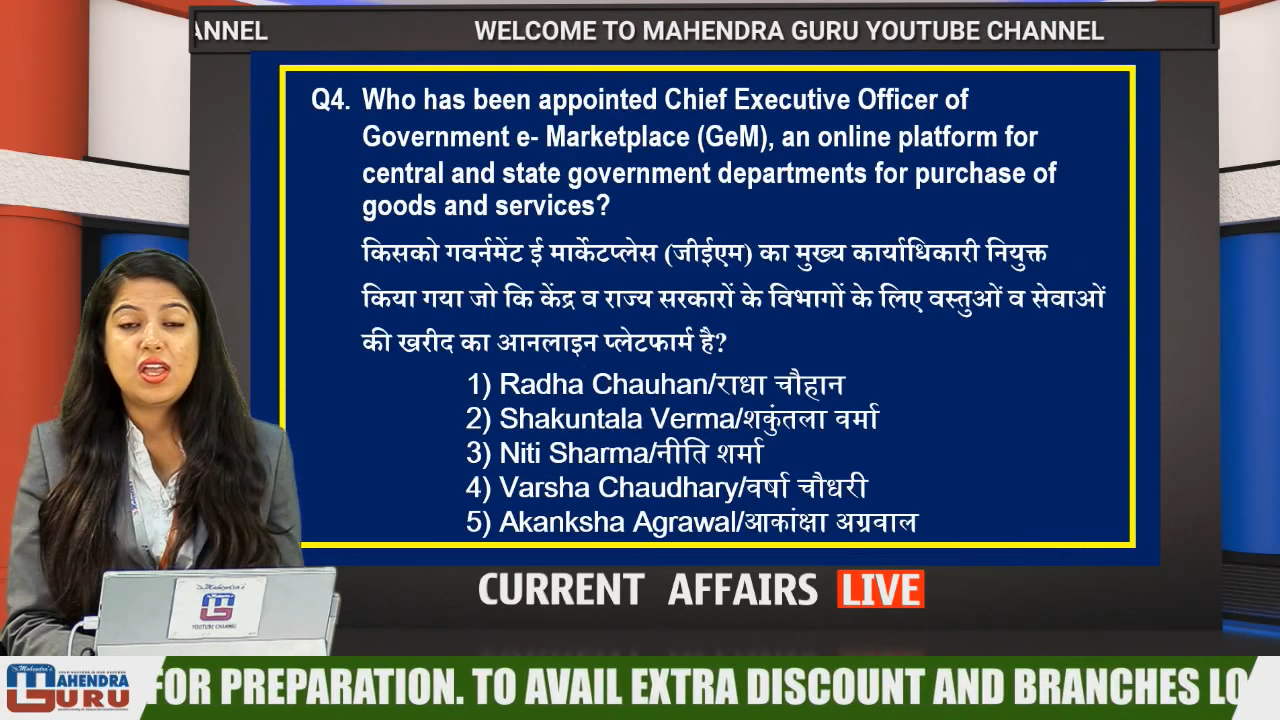 ANNEL WELCOME TO MAHENDRA GURU YOUTUBE CHANNEL
Q4. Who has been appointed Chief Executive Officer of
Government e- Marketplace (GeM), an online platform for
central and state government departments for purchase of
goods and services?
किसको गवर्नमेंट ई मार्केटप्लेस (जीईएम) का मुख्य कार्याधिकारी नियुक्त
किया गया जो कि केंद्र व राज्य सरकारों के विभागों के लिए वस्तुओं व सेवाओं
की खरीद का आनलाइन प्लेटफार्म है?
1) Radha Chauhan/राधा चौहान
2) Shakuntala Verma/शकुंतला वर्मा
3) Niti Sharma/नीति शर्मा
4) Varsha Chaudhary/वर्षा चौधरी
5) Akanksha Agrawal/आकांक्षा अग्रवाल
CURRENT AFFAIRS LIVE
Mahendra's
YOUTUBE CHANNEL
Mahendra's
MAHENDRA
GURU
FOR PREPARATION. TO AVAIL EXTRA DISCOUNT AND BRANCHES LO